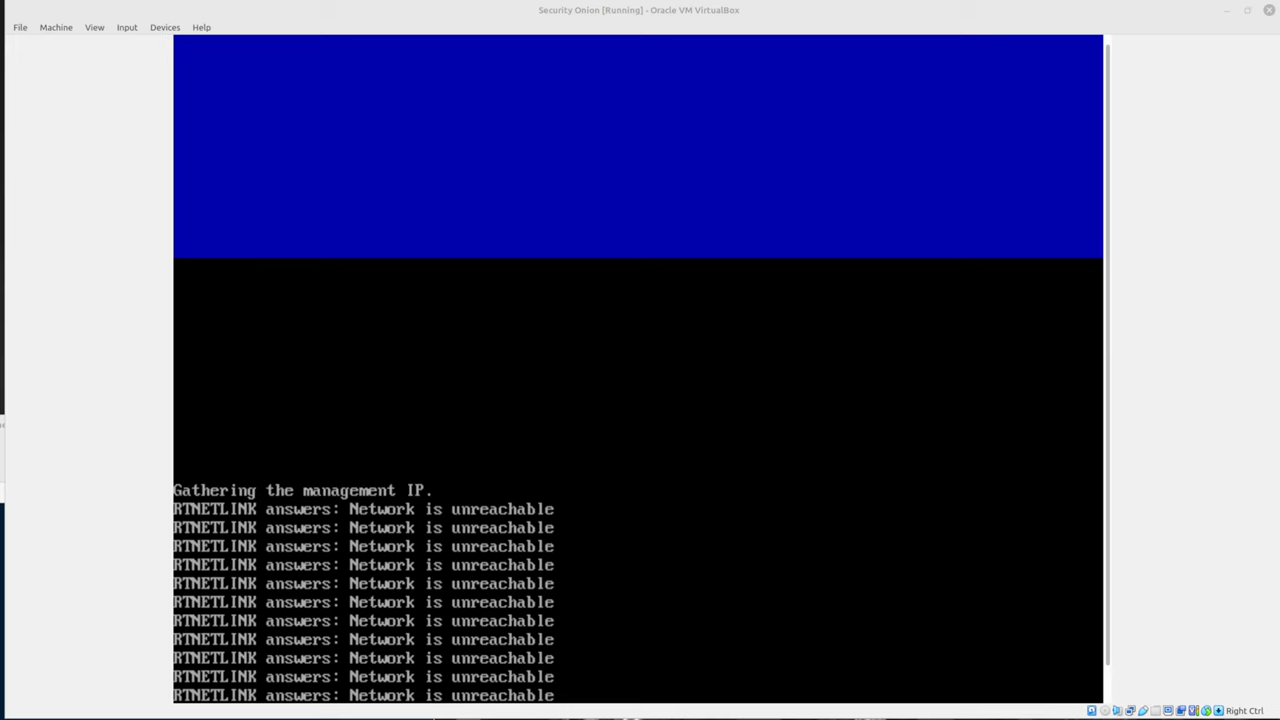 Security Onion [Running] - Oracle VM VirtualBox
File Machine View Input Devices Help
Gathering the management IP.
RTNETLINK answers: Network is unreachable
RTNETLINK answers: Network is unreachable
RTNETLINK answers: Network is unreachable
RTNETLINK answers: Network is unreachable
RTNETLINK answers: Network is unreachable
RTNETLINK answers: Network is unreachable
RTNETLINK answers: Network is unreachable
RTNETLINK answers: Network is unreachable
RTNETLINK answers: Network is unreachable
RTNETLINK answers: Network is unreachable
RTNETLINK answers: Network is unreachable
Right Ctrl